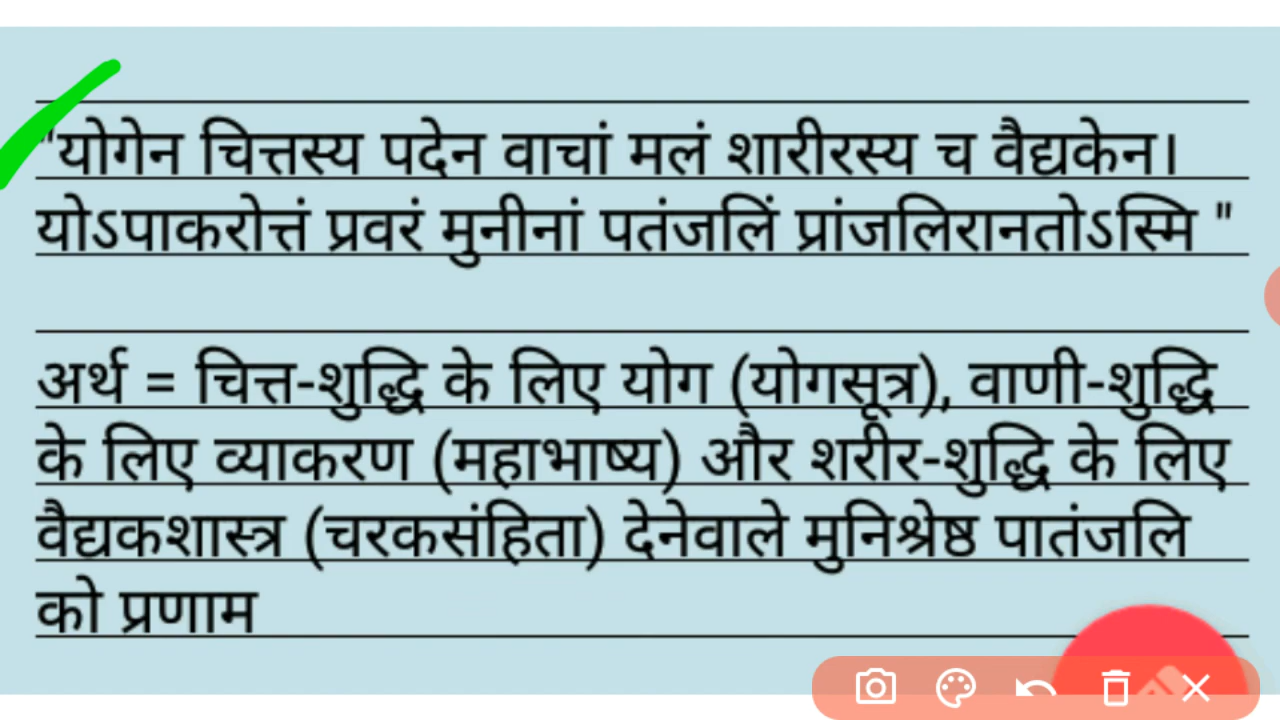 "योगेन चित्तस्य पदेन वाचां मलं शारीरस्य च वैद्यकेन।
योऽपाकरोत्तं प्रवरं मुनीनां पतंजलिं प्रांजलिरानतोऽस्मि "
अर्थ = चित्त-शुद्धि के लिए योग (योगसूत्र), वाणी-शुद्धि
के लिए व्याकरण (महाभाष्य) और शरीर-शुद्धि के लिए
वैद्यकशास्त्र (चरकसंहिता) देनेवाले मुनिश्रेष्ठ पातंजलि
को प्रणाम